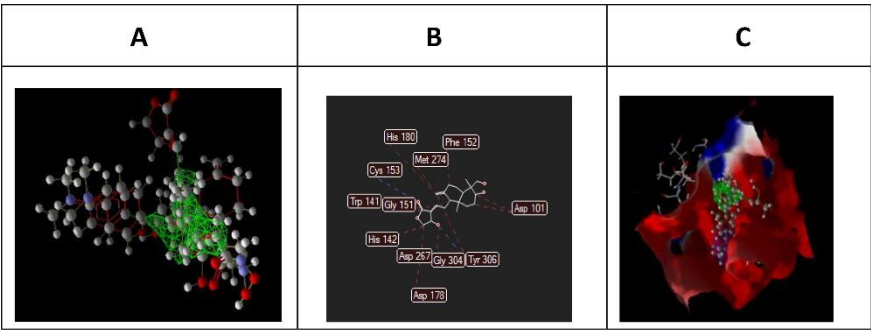 A
B
C
His 180
Phe 152
Met 274
Cys 153
Trp 141
Gly 151
Asp 101
His 142
Asp 267
Gly 304
Tyr 306
Asp 178